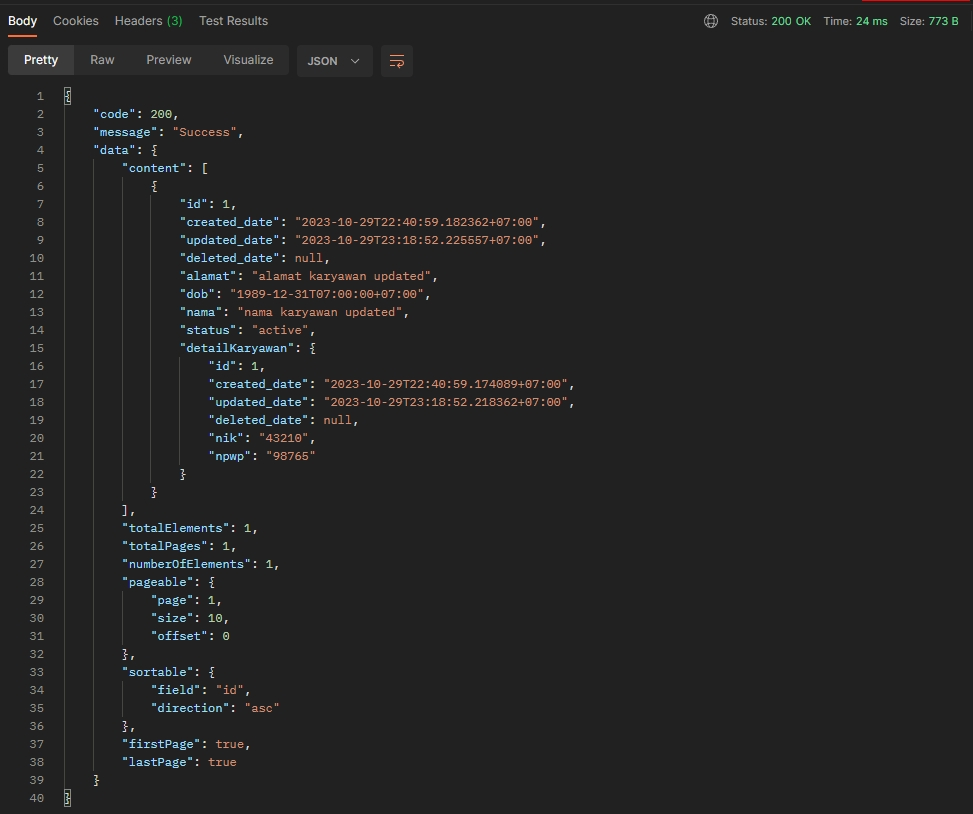 Body Cookies Headers (3) Test Results Status: 200 OK Time: 24 ms Size: 773 B
Pretty Raw Preview Visualize JSON
1 {
2 "code": 200,
3 "message": "Success",
4 "data": {
5 "content": [
6 {
7 "id": 1,
8 "created_date": "2023-10-29T22:40:59.182362+07:00",
9 "updated_date": "2023-10-29T23:18:52.225557+07:00",
10 "deleted_date": null,
11 "alamat": "alamat karyawan updated",
12 "dob": "1989-12-31T07:00:00+07:00",
13 "nama": "nama karyawan updated",
14 "status": "active",
15 "detailKaryawan": {
16 "id": 1,
17 "created_date": "2023-10-29T22:40:59.174089+07:00",
18 "updated_date": "2023-10-29T23:18:52.218362+07:00",
19 "deleted_date": null,
20 "nik": "43210",
21 "npwp": "98765"
22 }
23 }
24 ],
25 "totalElements": 1,
26 "totalPages": 1,
27 "numberOfElements": 1,
28 "pageable": {
29 "page": 1,
30 "size": 10,
31 "offset": 0
32 },
33 "sortable": {
34 "field": "id",
35 "direction": "asc"
36 },
37 "firstPage": true,
38 "lastPage": true
39 }
40 }